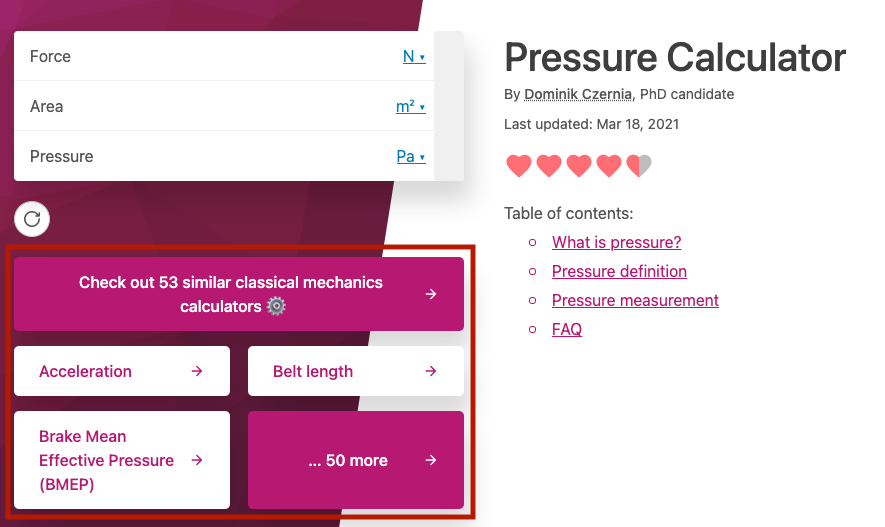 Force
N ▾
Area
m² ▾
Pressure
Pa ▾
Check out 53 similar classical mechanics
calculators ⚙️
Acceleration
Belt length
Brake Mean
Effective Pressure
(BMEP)
... 50 more
Pressure Calculator
By Dominik Czernia, PhD candidate
Last updated: Mar 18, 2021
Table of contents:
What is pressure?
Pressure definition
Pressure measurement
FAQ